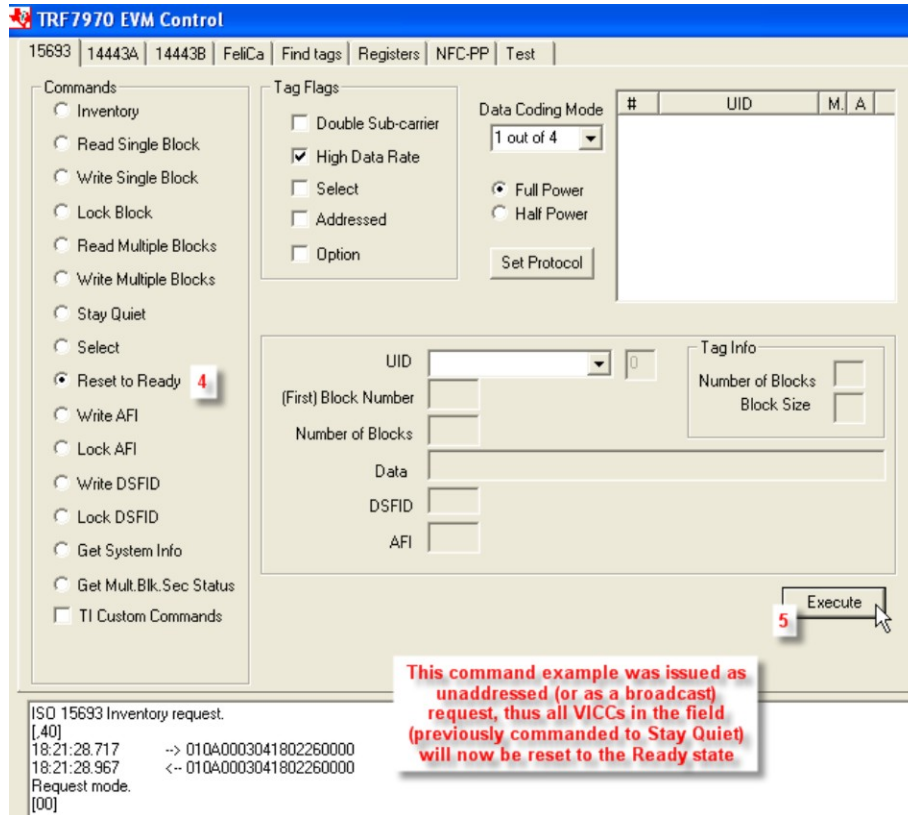 TRF7970 EVM Control
15693 14443A 14443B FeliCa Find tags Registers NFC-PP Test
Commands
Inventory
Read Single Block
Write Single Block
Lock Block
Read Multiple Blocks
Write Multiple Blocks
Stay Quiet
Select
Reset to Ready 4
Write AFI
Lock AFI
Write DSFID
Lock DSFID
Get System Info
Get Mult.Blk.Sec Status
TI Custom Commands
Tag Flags
Double Sub-carrier
High Data Rate
Select
Addressed
Option
Data Coding Mode
1 out of 4
Full Power
Half Power
Set Protocol
# UID M. A
UID 0
(First) Block Number
Number of Blocks
Data
DSFID
AFI
Tag Info
Number of Blocks
Block Size
Execute
5
This command example was issued as
unaddressed (or as a broadcast)
request, thus all VICCs in the field
(previously commanded to Stay Quiet)
will now be reset to the Ready state
ISO 15693 Inventory request.
[,40]
18:21:28.717 --> 010A0003041802260000
18:21:28.967 <-- 010A0003041802260000
Request mode.
[00]